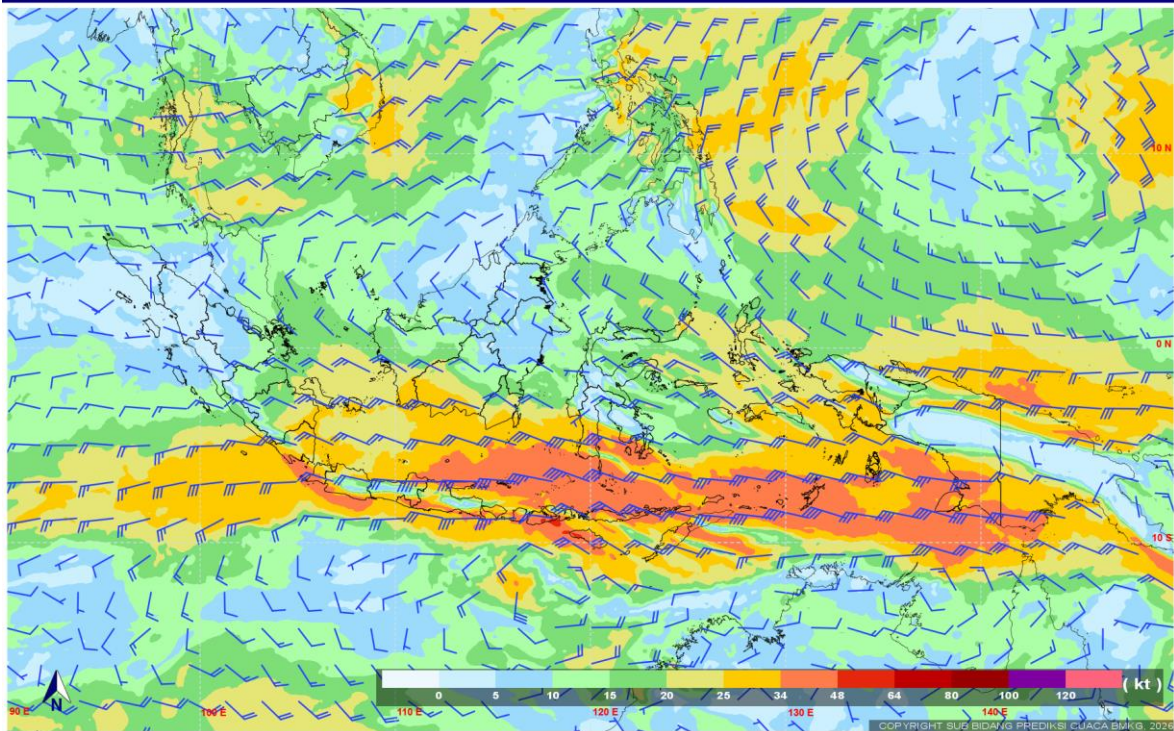 10 N
0 N
10 S
0 5 10 15 20 25 34 48 64 80 100 120 ( kt )
N
90 E 100 E 110 E 120 E 130 E 140 E
COPYRIGHT SUB BIDANG PREDIKSI CUACA BMKG, 2026